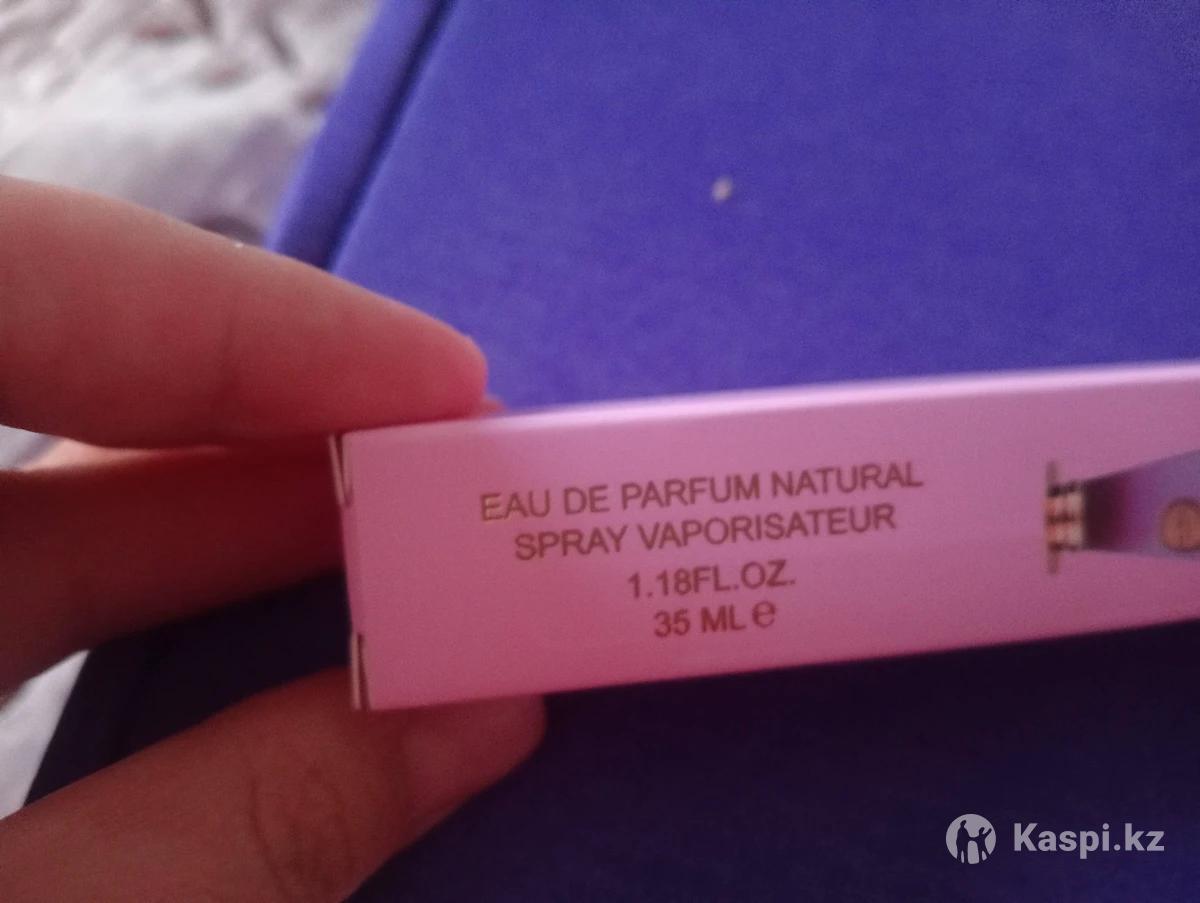 EAU DE PARFUM NATURAL
SPRAY VAPORISATEUR
1.18FL.OZ.
35 ML e
Kaspi.kz